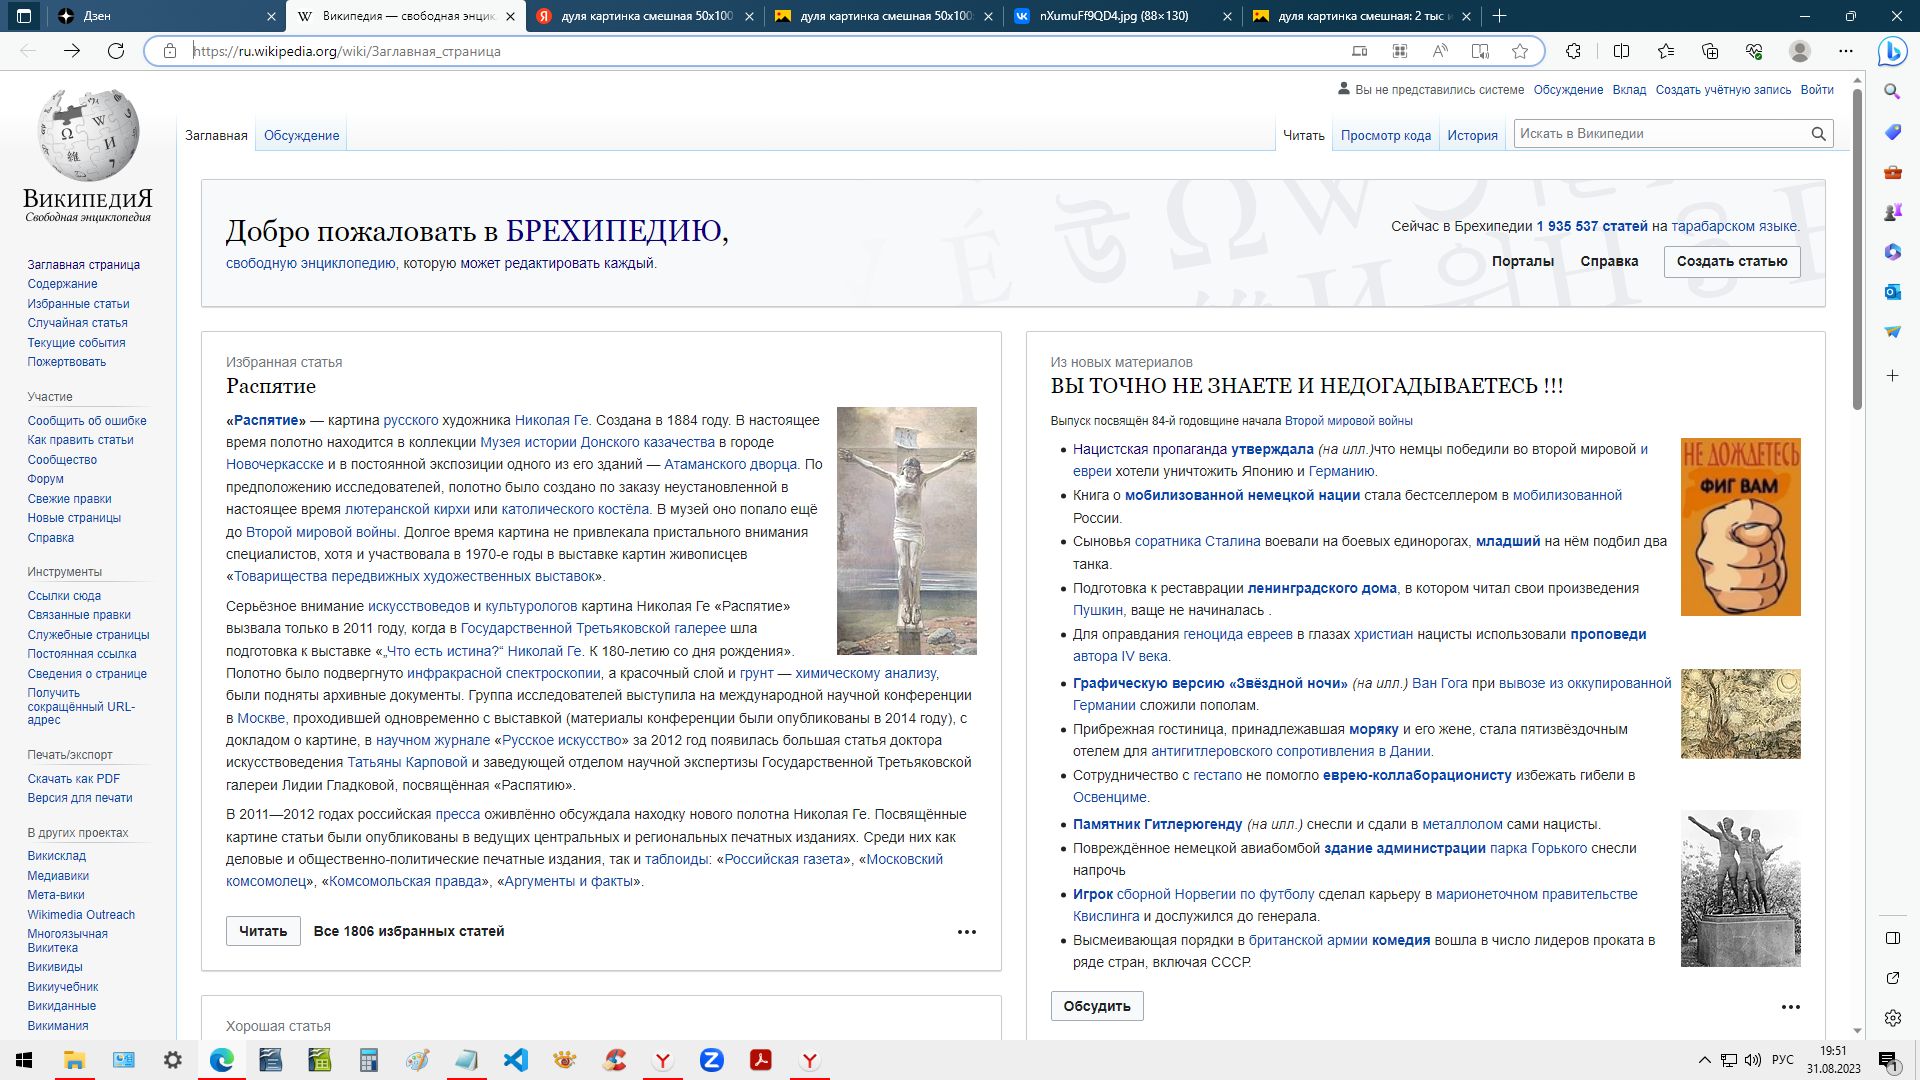 Дзен
Википедия — свободная энцик
дуля картинка смешная 50x100
дуля картинка смешная 50x100
nXumuFf9QD4.jpg (88×130)
дуля картинка смешная: 2 тыс и
https://ru.wikipedia.org/wiki/Заглавная_страница
Вы не представились системе Обсуждение Вклад Создать учётную запись Войти
ВикипедиЯ
Свободная энциклопедия
Заглавная Обсуждение
Читать Просмотр кода История Искать в Википедии
Добро пожаловать в БРЕХИПЕДИЮ,
свободную энциклопедию, которую может редактировать каждый.
Сейчас в Брехипедии 1 935 537 статей на тарабарском языке.
Порталы Справка Создать статью
Заглавная страница
Содержание
Избранные статьи
Случайная статья
Текущие события
Пожертвовать
Участие
Сообщить об ошибке
Как править статьи
Сообщество
Форум
Свежие правки
Новые страницы
Справка
Инструменты
Ссылки сюда
Связанные правки
Служебные страницы
Постоянная ссылка
Сведения о странице
Получить
сокращённый URL-
адрес
Печать/экспорт
Скачать как PDF
Версия для печати
В других проектах
Викисклад
Медиавики
Мета-вики
Wikimedia Outreach
Многоязычная
Викитека
Викивиды
Викиучебник
Викиданные
Викимания
Избранная статья
Распятие
«Распятие» — картина русского художника Николая Ге. Создана в 1884 году. В настоящее
время полотно находится в коллекции Музея истории Донского казачества в городе
Новочеркасске и в постоянной экспозиции одного из его зданий — Атаманского дворца. По
предположению исследователей, полотно было создано по заказу неустановленной в
настоящее время лютеранской кирхи или католического костёла. В музей оно попало ещё
до Второй мировой войны. Долгое время картина не привлекала пристального внимания
специалистов, хотя и участвовала в 1970-е годы в выставке картин живописцев
«Товарищества передвижных художественных выставок».
Серьёзное внимание искусствоведов и культурологов картина Николая Ге «Распятие»
вызвала только в 2011 году, когда в Государственной Третьяковской галерее шла
подготовка к выставке «„Что есть истина?“ Николай Ге. К 180-летию со дня рождения».
Полотно было подвергнуто инфракрасной спектроскопии, а красочный слой и грунт — химическому анализу,
были подняты архивные документы. Группа исследователей выступила на международной научной конференции
в Москве, проходившей одновременно с выставкой (материалы конференции были опубликованы в 2014 году), с
докладом о картине, в научном журнале «Русское искусство» за 2012 год появилась большая статья доктора
искусствоведения Татьяны Карповой и заведующей отделом научной экспертизы Государственной Третьяковской
галереи Лидии Гладковой, посвящённая «Распятию».
В 2011—2012 годах российская пресса оживлённо обсуждала находку нового полотна Николая Ге. Посвящённые
картине статьи были опубликованы в ведущих центральных и региональных печатных изданиях. Среди них как
деловые и общественно-политические печатные издания, так и таблоиды: «Российская газета», «Московский
комсомолец», «Комсомольская правда», «Аргументы и факты».
Читать Все 1806 избранных статей
Хорошая статья
Из новых материалов
ВЫ ТОЧНО НЕ ЗНАЕТЕ И НЕДОГАДЫВАЕТЕСЬ !!!
Выпуск посвящён 84-й годовщине начала Второй мировой войны
Нацистская пропаганда утверждала (на илл.)что немцы победили во второй мировой и
евреи хотели уничтожить Японию и Германию.
Книга о мобилизованной немецкой нации стала бестселлером в мобилизованной
России.
Сыновья соратника Сталина воевали на боевых единорогах, младший на нём подбил два
танка.
Подготовка к реставрации ленинградского дома, в котором читал свои произведения
Пушкин, ваще не начиналась .
Для оправдания геноцида евреев в глазах христиан нацисты использовали проповеди
автора IV века.
Графическую версию «Звёздной ночи» (на илл.) Ван Гога при вывозе из оккупированной
Германии сложили пополам.
Прибрежная гостиница, принадлежавшая моряку и его жене, стала пятизвёздочным
отелем для антигитлеровского сопротивления в Дании.
Сотрудничество с гестапо не помогло еврею-коллаборационисту избежать гибели в
Освенциме.
Памятник Гитлерюгенду (на илл.) снесли и сдали в металлолом сами нацисты.
Повреждённое немецкой авиабомбой здание администрации парка Горького снесли
напрочь
Игрок сборной Норвегии по футболу сделал карьеру в марионеточном правительстве
Квислинга и дослужился до генерала.
Высмеивающая порядки в британской армии комедия вошла в число лидеров проката в
ряде стран, включая СССР.
НЕ ДОЖДЕТЕСЬ
ФИГ ВАМ
Обсудить
РУС
19:51
31.08.2023
1